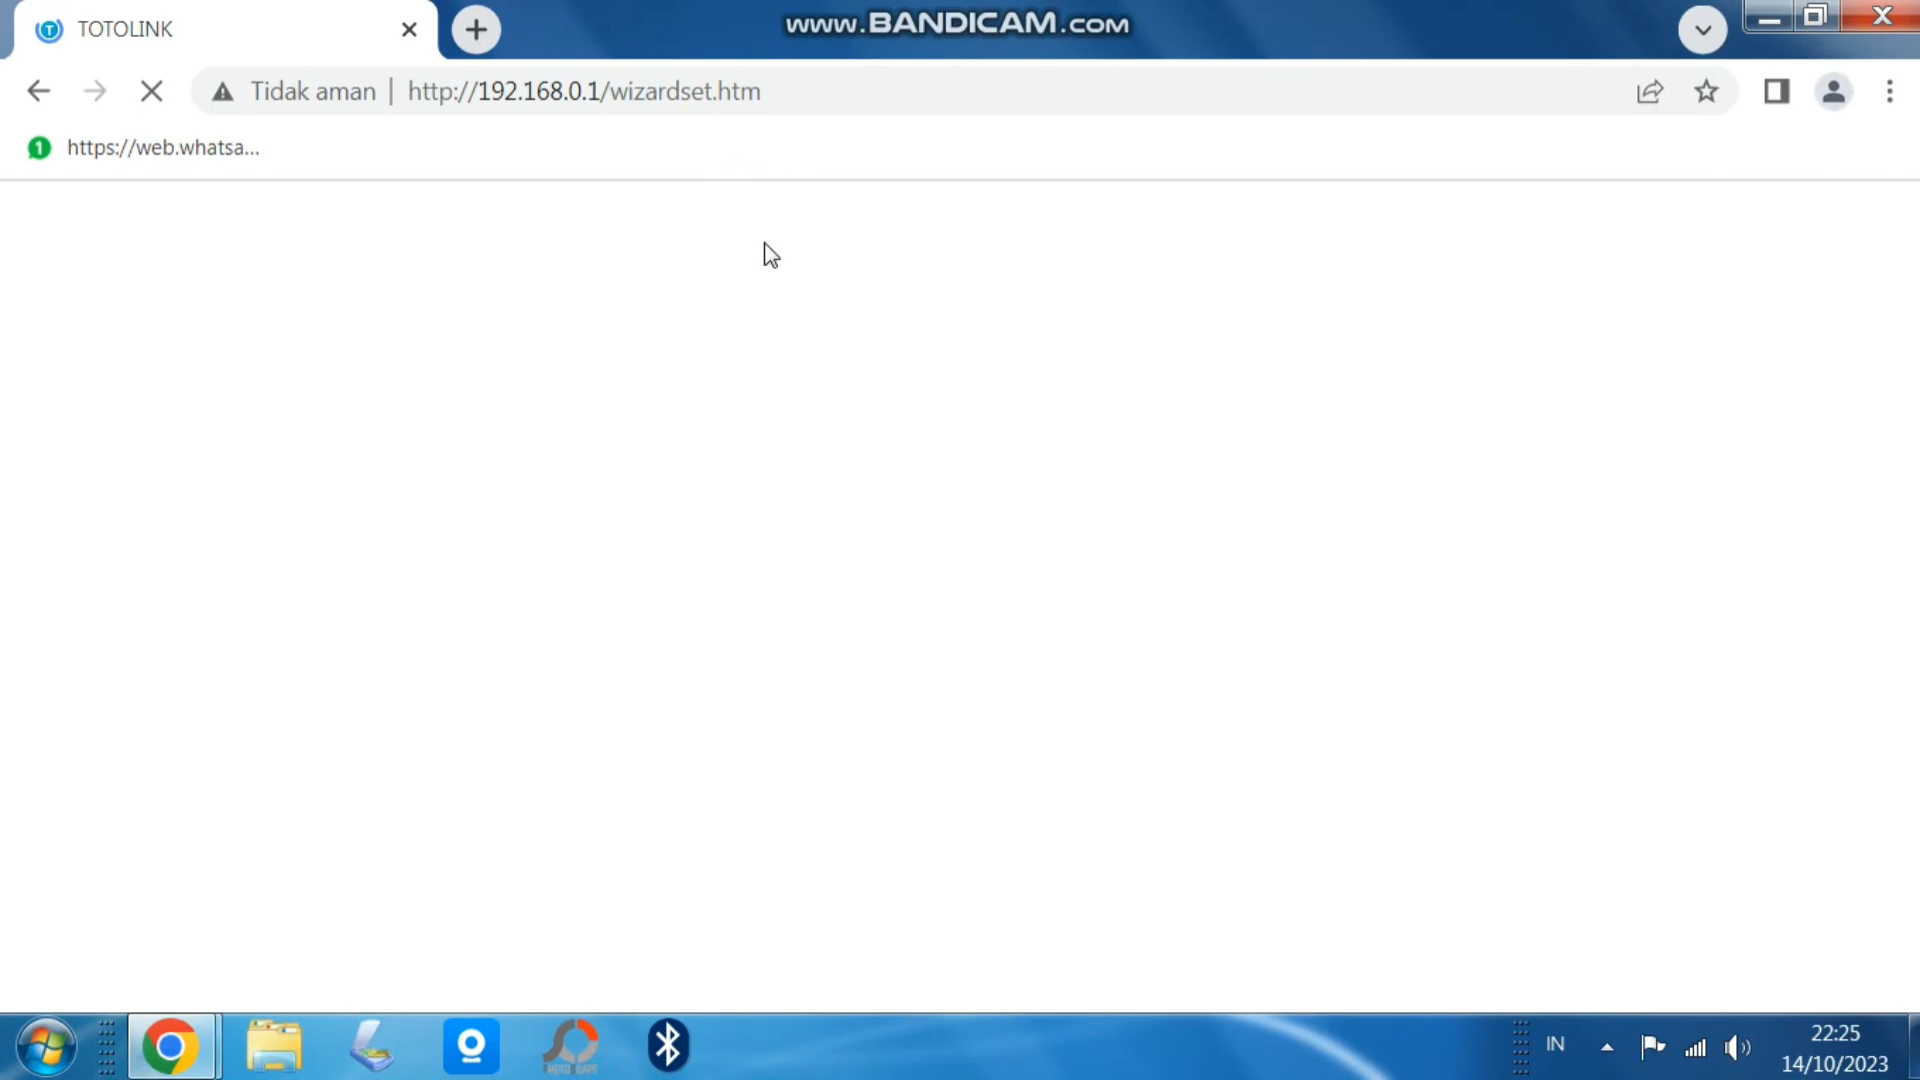 TOTOLINK
www.BANDICAM.com
Tidak aman | http://192.168.0.1/wizardset.htm
https://web.whatsa...
IN
22:25
14/10/2023